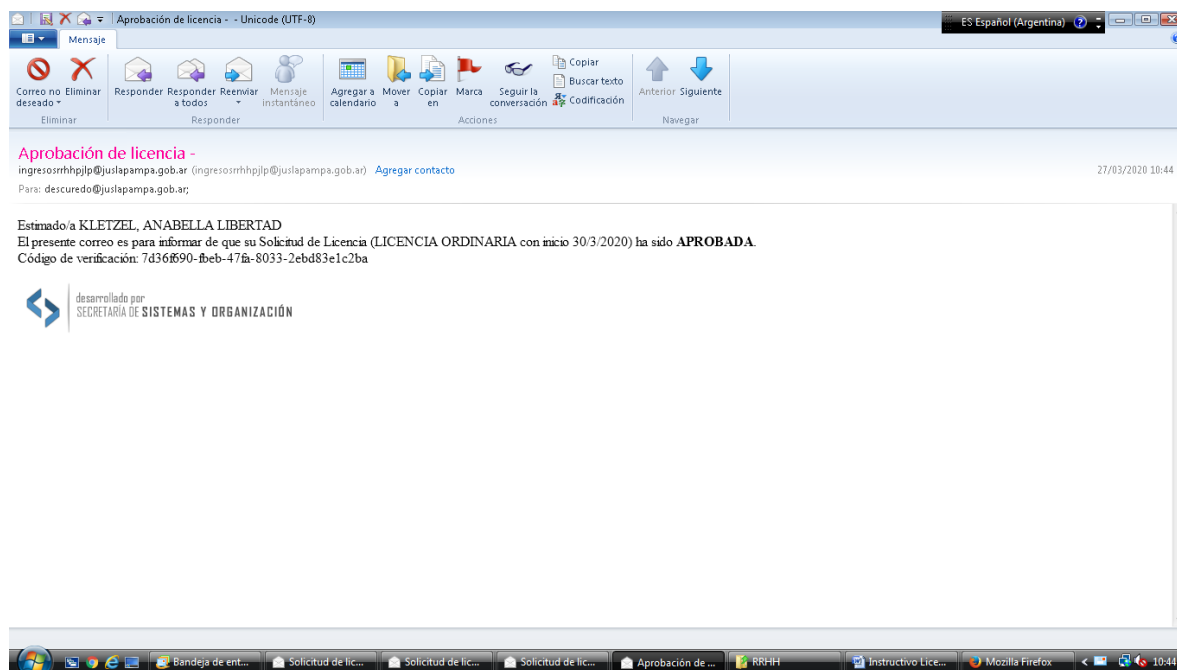 Aprobación de licencia - - Unicode (UTF-8)
ES Español (Argentina)
Mensaje
Correo no deseado
Eliminar
Responder
Responder a todos
Reenviar
Mensaje instantáneo
Agregar a calendario
Mover a
Copiar en
Marca
Seguir la conversación
Copiar
Buscar texto
Codificación
Anterior
Siguiente
Eliminar
Responder
Acciones
Navegar
Aprobación de licencia -
ingresosrrhhpjlp@juslapampa.gob.ar (ingresosrrhhpjlp@juslapampa.gob.ar) Agregar contacto
27/03/2020 10:44
Para: descuredo@juslapampa.gob.ar;
Estimado/a KLETZEL, ANABELLA LIBERTAD
El presente correo es para informar de que su Solicitud de Licencia (LICENCIA ORDINARIA con inicio 30/3/2020) ha sido APROBADA.
Código de verificación: 7d36f690-fbeb-47fa-8033-2ebd83e1c2ba
desarrollado por
SECRETARÍA DE SISTEMAS Y ORGANIZACIÓN
Bandeja de ent...
Solicitud de lic...
Solicitud de lic...
Solicitud de lic...
Aprobación de ...
RRHH
Instructivo Lice...
Mozilla Firefox
10:44